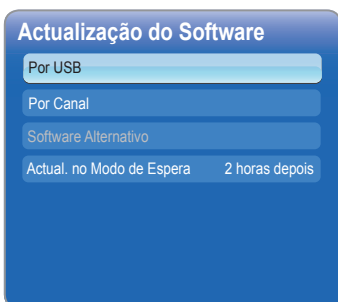 Actualização do Software
Por USB
Por Canal
Software Alternativo
Actual. no Modo de Espera 2 horas depois